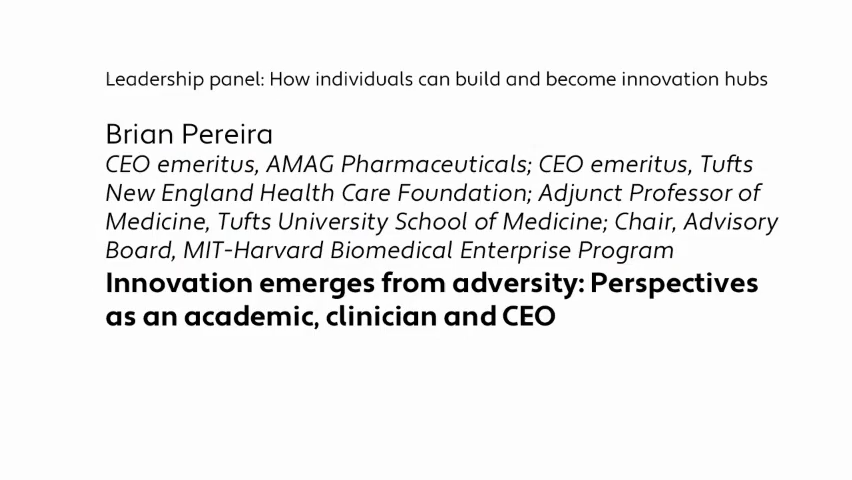 Leadership panel: How individuals can build and become innovation hubs
Brian Pereira
CEO emeritus, AMAG Pharmaceuticals; CEO emeritus, Tufts
New England Health Care Foundation; Adjunct Professor of
Medicine, Tufts University School of Medicine; Chair, Advisory
Board, MIT-Harvard Biomedical Enterprise Program
Innovation emerges from adversity: Perspectives
as an academic, clinician and CEO